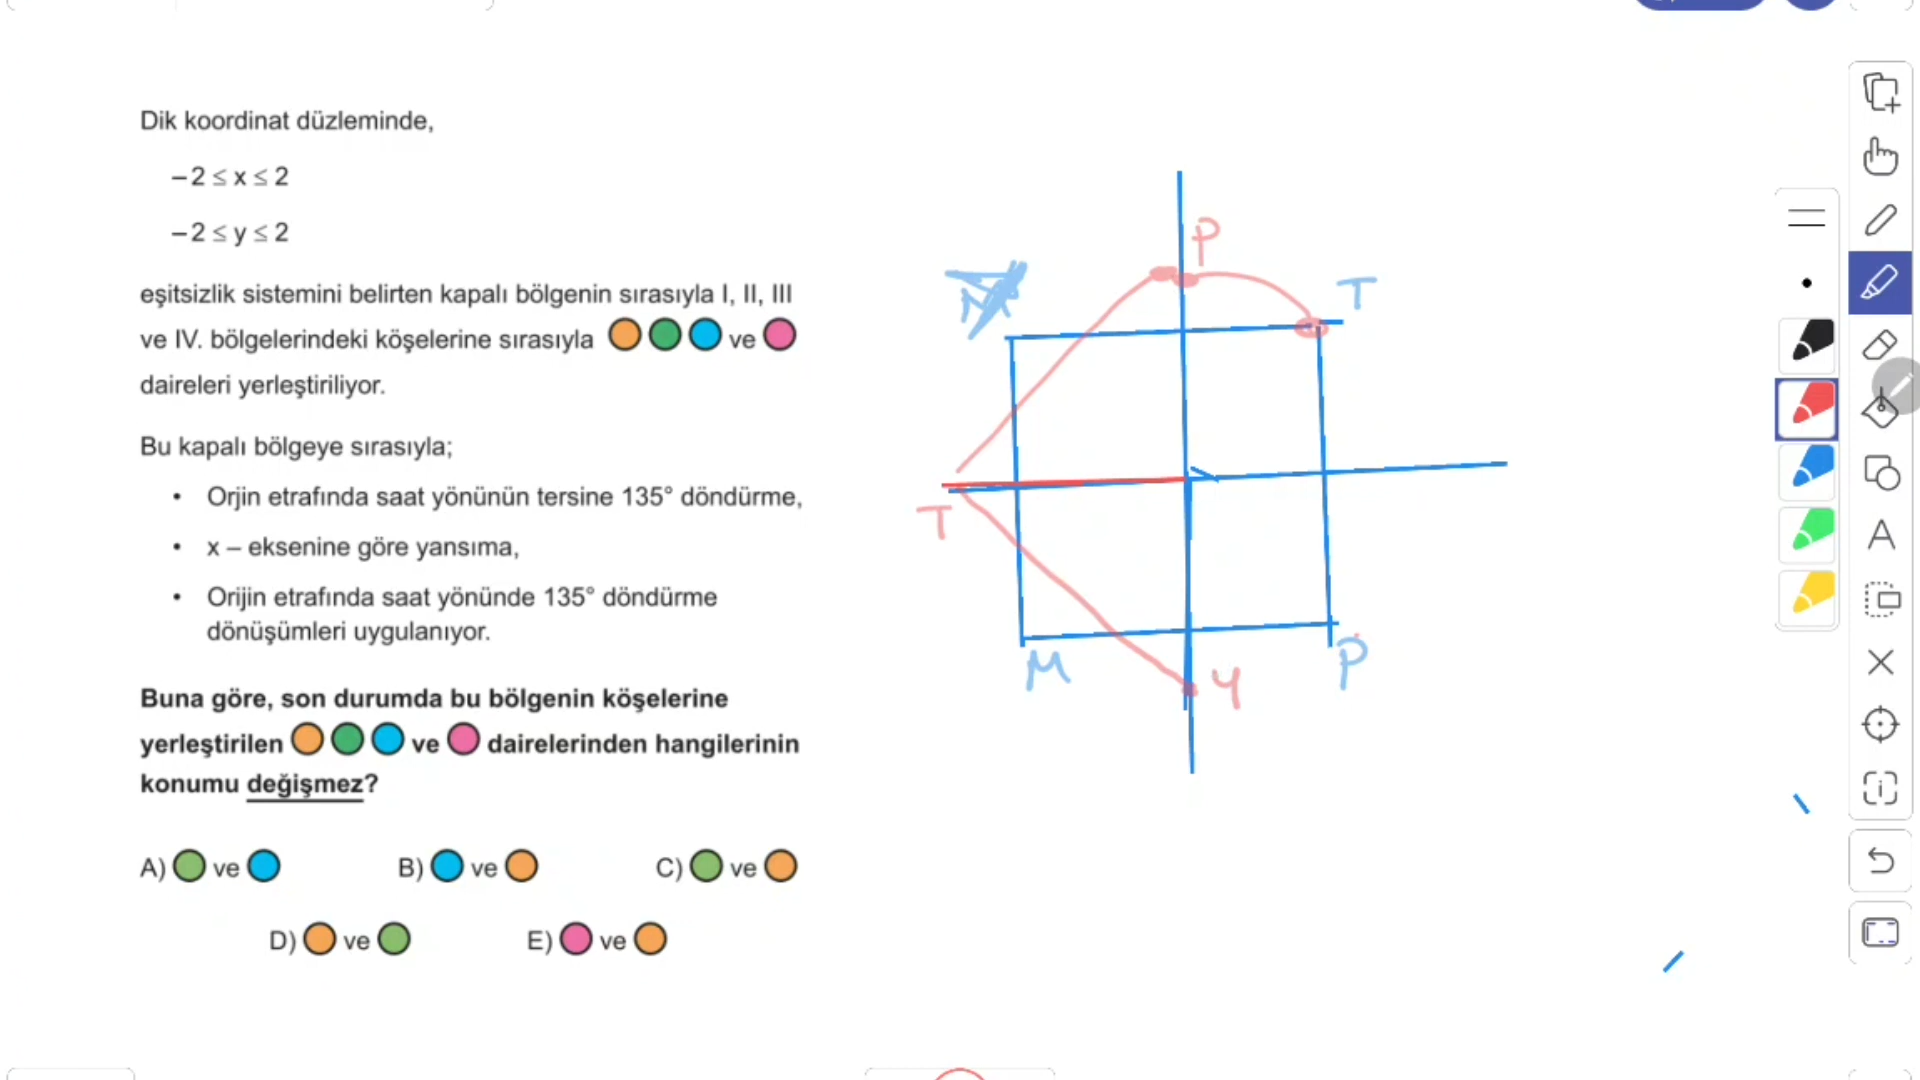 Dik koordinat düzleminde,
−2 ≤ x ≤ 2
−2 ≤ y ≤ 2
eşitsizlik sistemini belirten kapalı bölgenin sırasıyla I, II, III
ve IV. bölgelerindeki köşelerine sırasıyla ve
daireleri yerleştiriliyor.
Bu kapalı bölgeye sırasıyla;
• Orjin etrafında saat yönünün tersine 135° döndürme,
• x – eksenine göre yansıma,
• Orijin etrafında saat yönünde 135° döndürme
dönüşümleri uygulanıyor.
Buna göre, son durumda bu bölgenin köşelerine
yerleştirilen ve dairelerinden hangilerinin
konumu değişmez?
A) ve B) ve C) ve
D) ve E) ve
P
T
T
M
P
Y
A